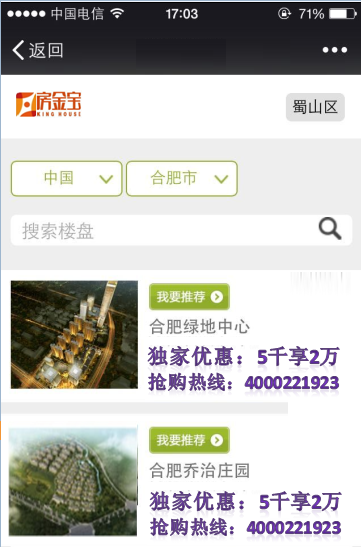 中国电信 17:03 71%
返回
房金宝
KING HOUSE
蜀山区
中国 合肥市
搜索楼盘
我要推荐
合肥绿地中心
独家优惠：5千享2万
抢购热线：4000221923
我要推荐
合肥乔治庄园
独家优惠：5千享2万
抢购热线：4000221923